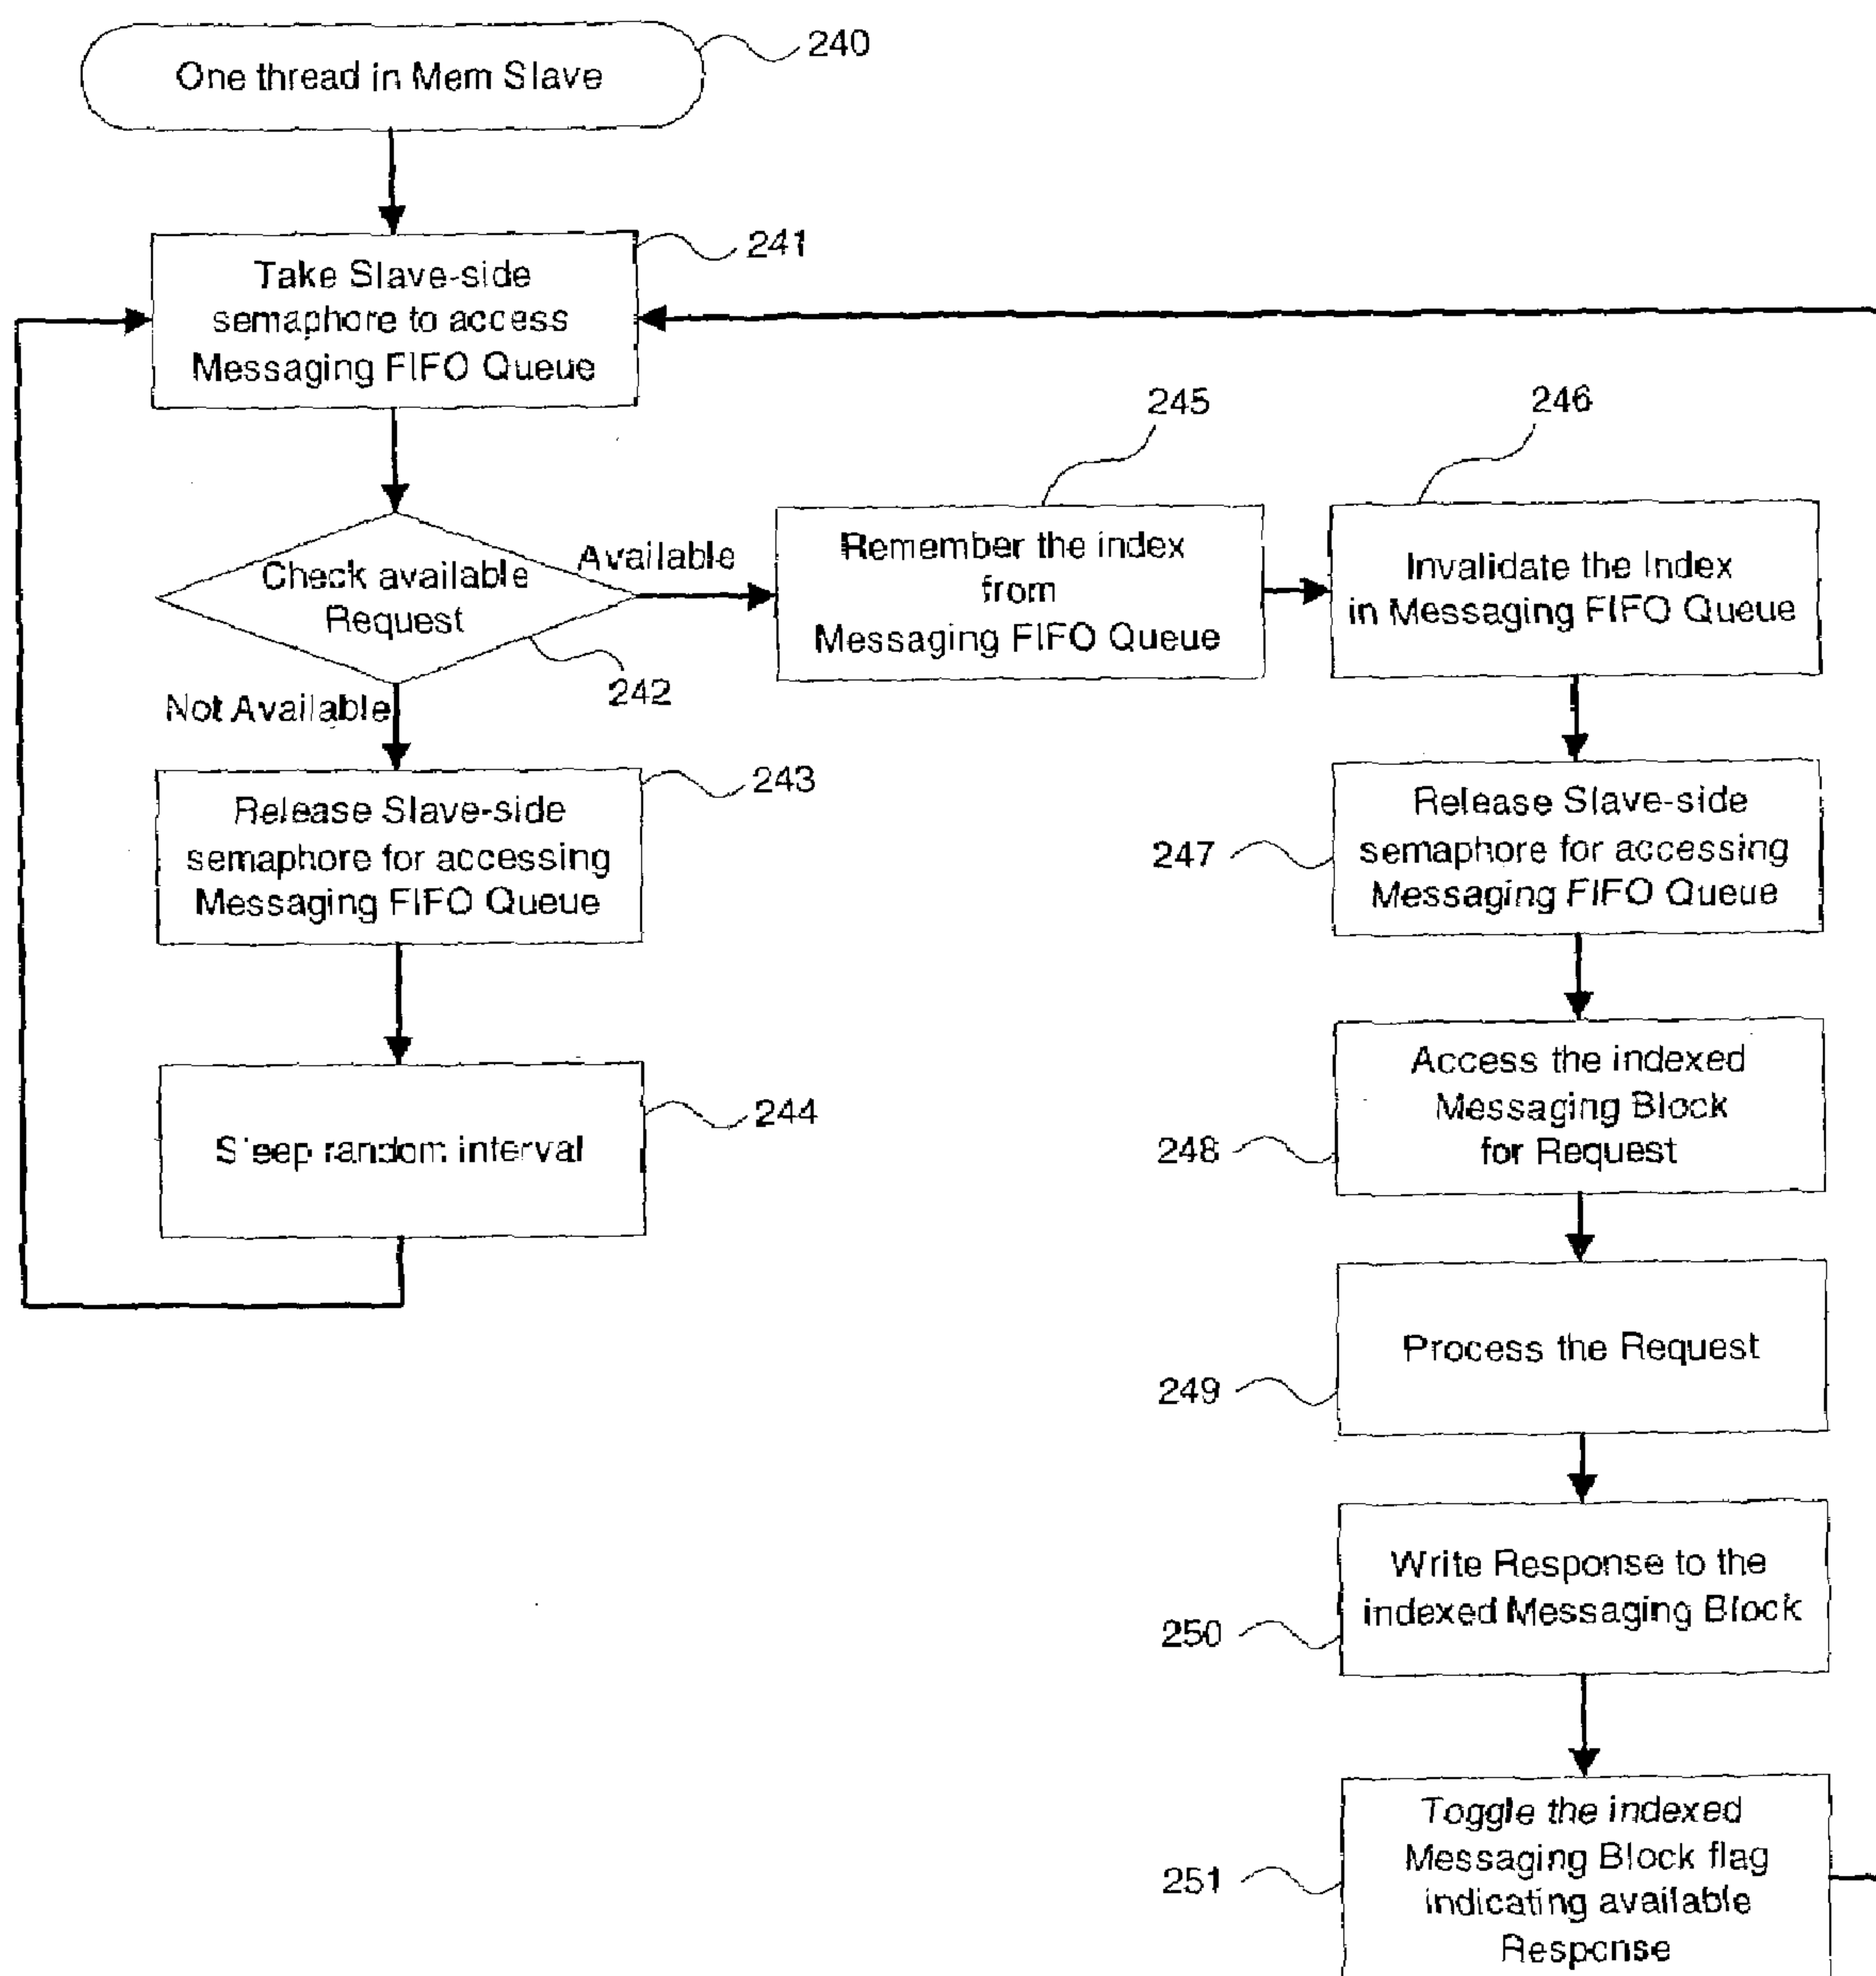 One thread in Mem Slave
240
Take Slave-side
semaphore to access
Messaging FIFO Queue
241
Check available
Request
242
Available
Not Available
Release Slave-side
semaphore for accessing
Messaging FIFO Queue
243
Sleep random interval
244
245
Remember the index
from
Messaging FIFO Queue
246
Invalidate the Index
in Messaging FIFO Queue
247
Release Slave-side
semaphore for accessing
Messaging FIFO Queue
248
Access the indexed
Messaging Block
for Request
249
Process the Request
250
Write Response to the
indexed Messaging Block
251
Toggle the indexed
Messaging Block flag
indicating available
Response